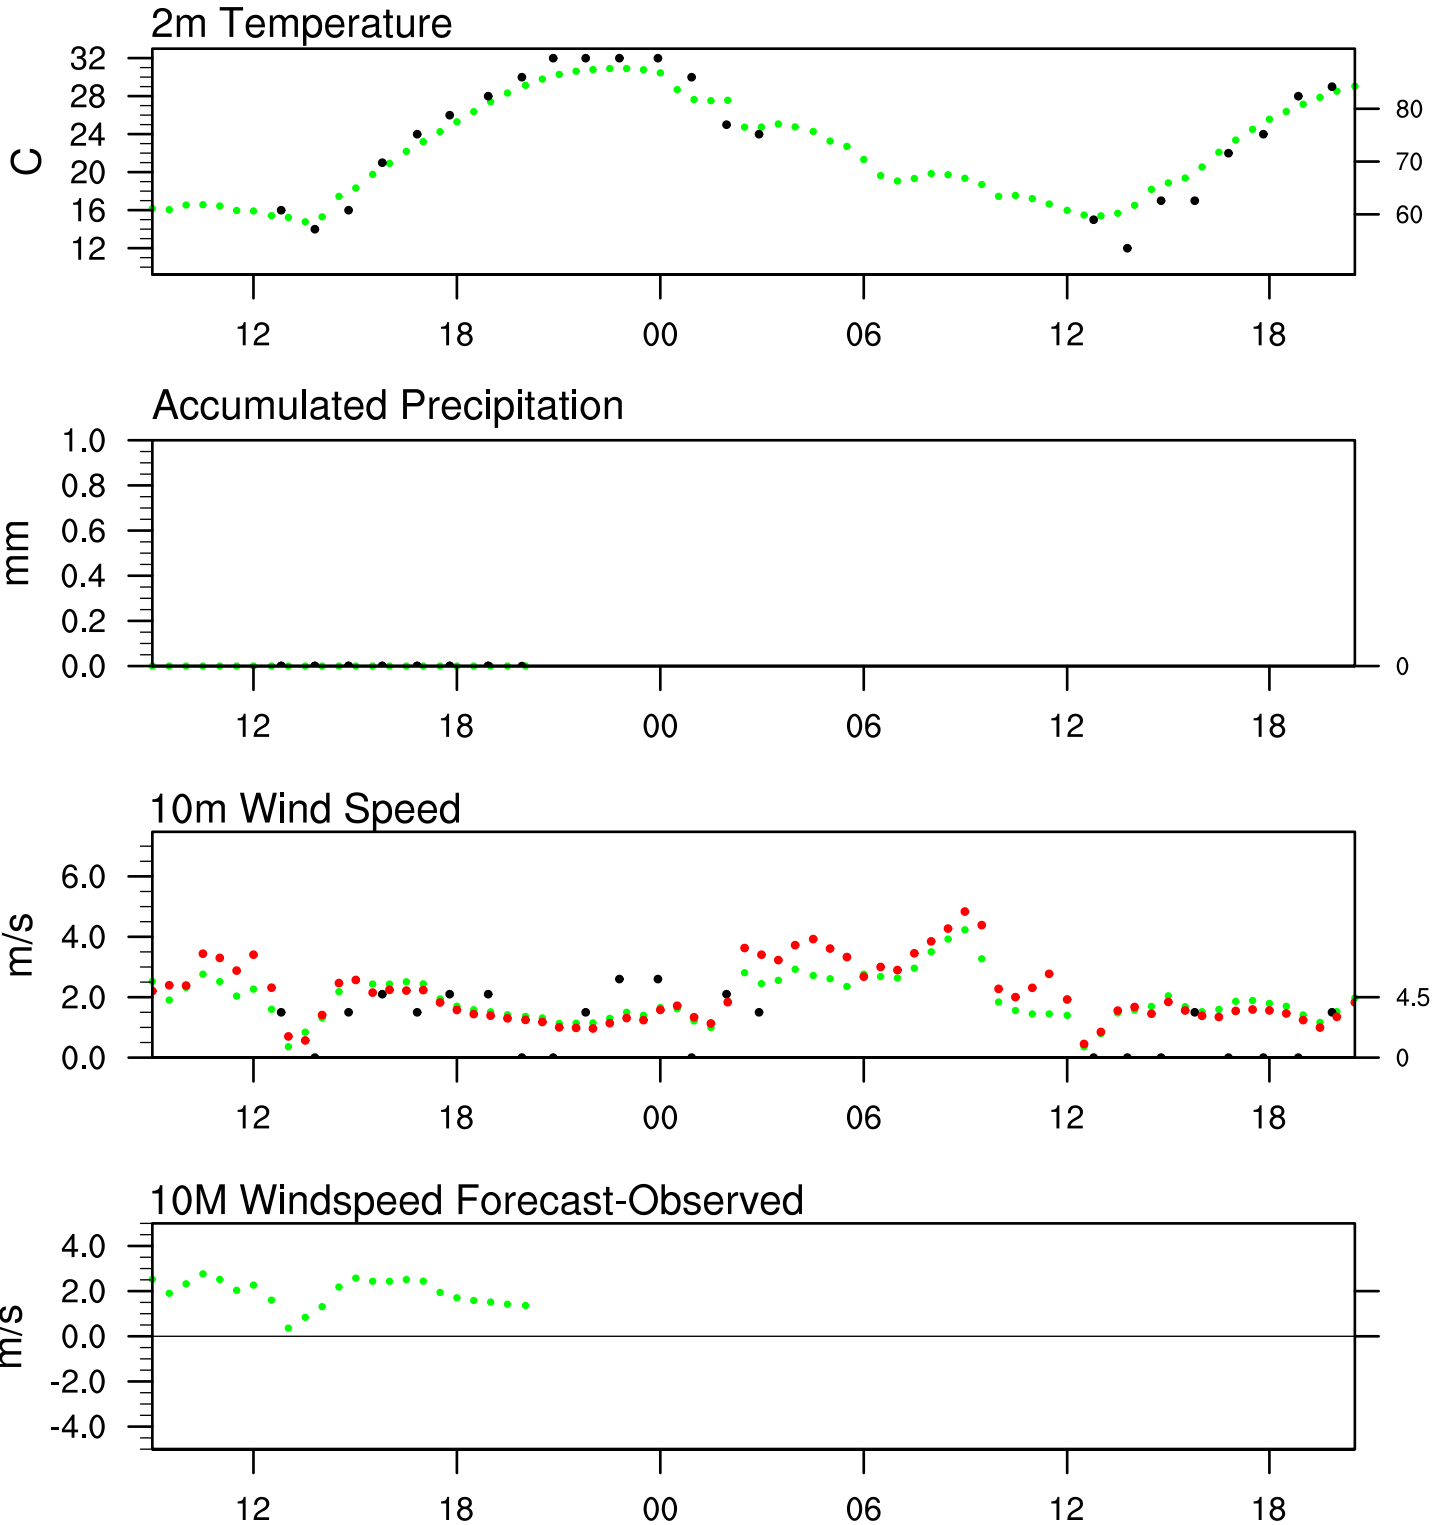 2m Temperature
32
28
24
20
16
12
C
80
70
60
12 18 00 06 12 18
Accumulated Precipitation
1.0
0.8
0.6
0.4
0.2
0.0
mm
0
12 18 00 06 12 18
10m Wind Speed
6.0
4.0
2.0
0.0
m/s
4.5
0
12 18 00 06 12 18
10M Windspeed Forecast-Observed
4.0
2.0
0.0
-2.0
-4.0
m/s
12 18 00 06 12 18